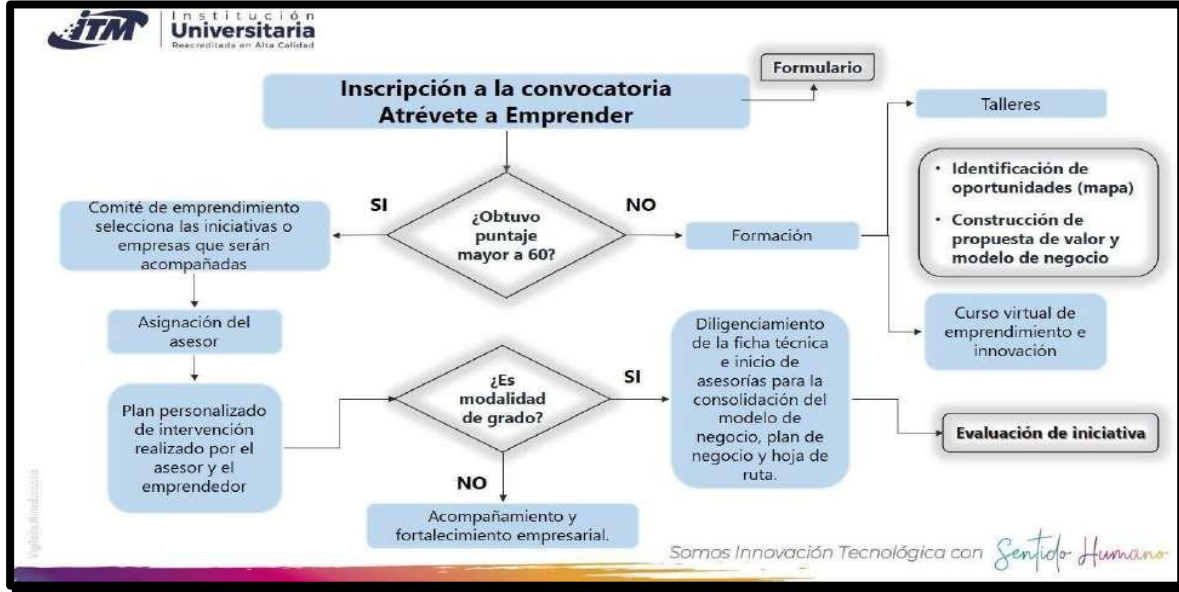 iTM
Institución
Universitaria
Reacreditada en Alta Calidad
Formulario
Inscripción a la convocatoria
Atrévete a Emprender
Talleres
• Identificación de
oportunidades (mapa)
• Construcción de
propuesta de valor y
modelo de negocio
SI
¿Obtuvo
puntaje
mayor a 60?
NO
Comité de emprendimiento
selecciona las iniciativas o
empresas que serán
acompañadas
Formación
Curso virtual de
emprendimiento e
innovación
Asignación del
asesor
Plan personalizado
de intervención
realizado por el
asesor y el
emprendedor
¿Es
modalidad
de grado?
SI
Diligenciamiento
de la ficha técnica
e inicio de
asesorías para la
consolidación del
modelo de
negocio, plan de
negocio y hoja de
ruta.
Evaluación de iniciativa
NO
Acompañamiento y
fortalecimiento empresarial.
Vigilada Mineducación
Somos Innovación Tecnológica con Sentido Humano